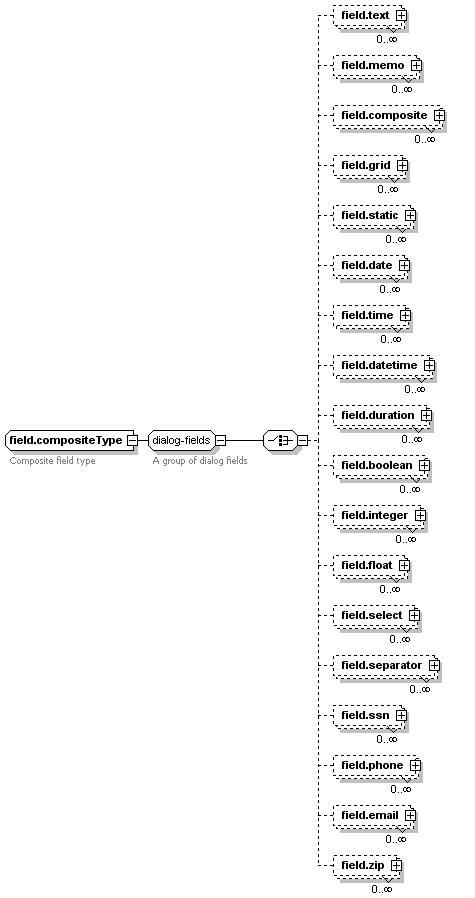 field.text
0..∞
field.memo
0..∞
field.composite
0..∞
field.grid
0..∞
field.static
0..∞
field.date
0..∞
field.time
0..∞
field.datetime
0..∞
field.duration
0..∞
field.compositeType
dialog-fields
Composite field type
A group of dialog fields
field.boolean
0..∞
field.integer
0..∞
field.float
0..∞
field.select
0..∞
field.separator
0..∞
field.ssn
0..∞
field.phone
0..∞
field.email
0..∞
field.zip
0..∞